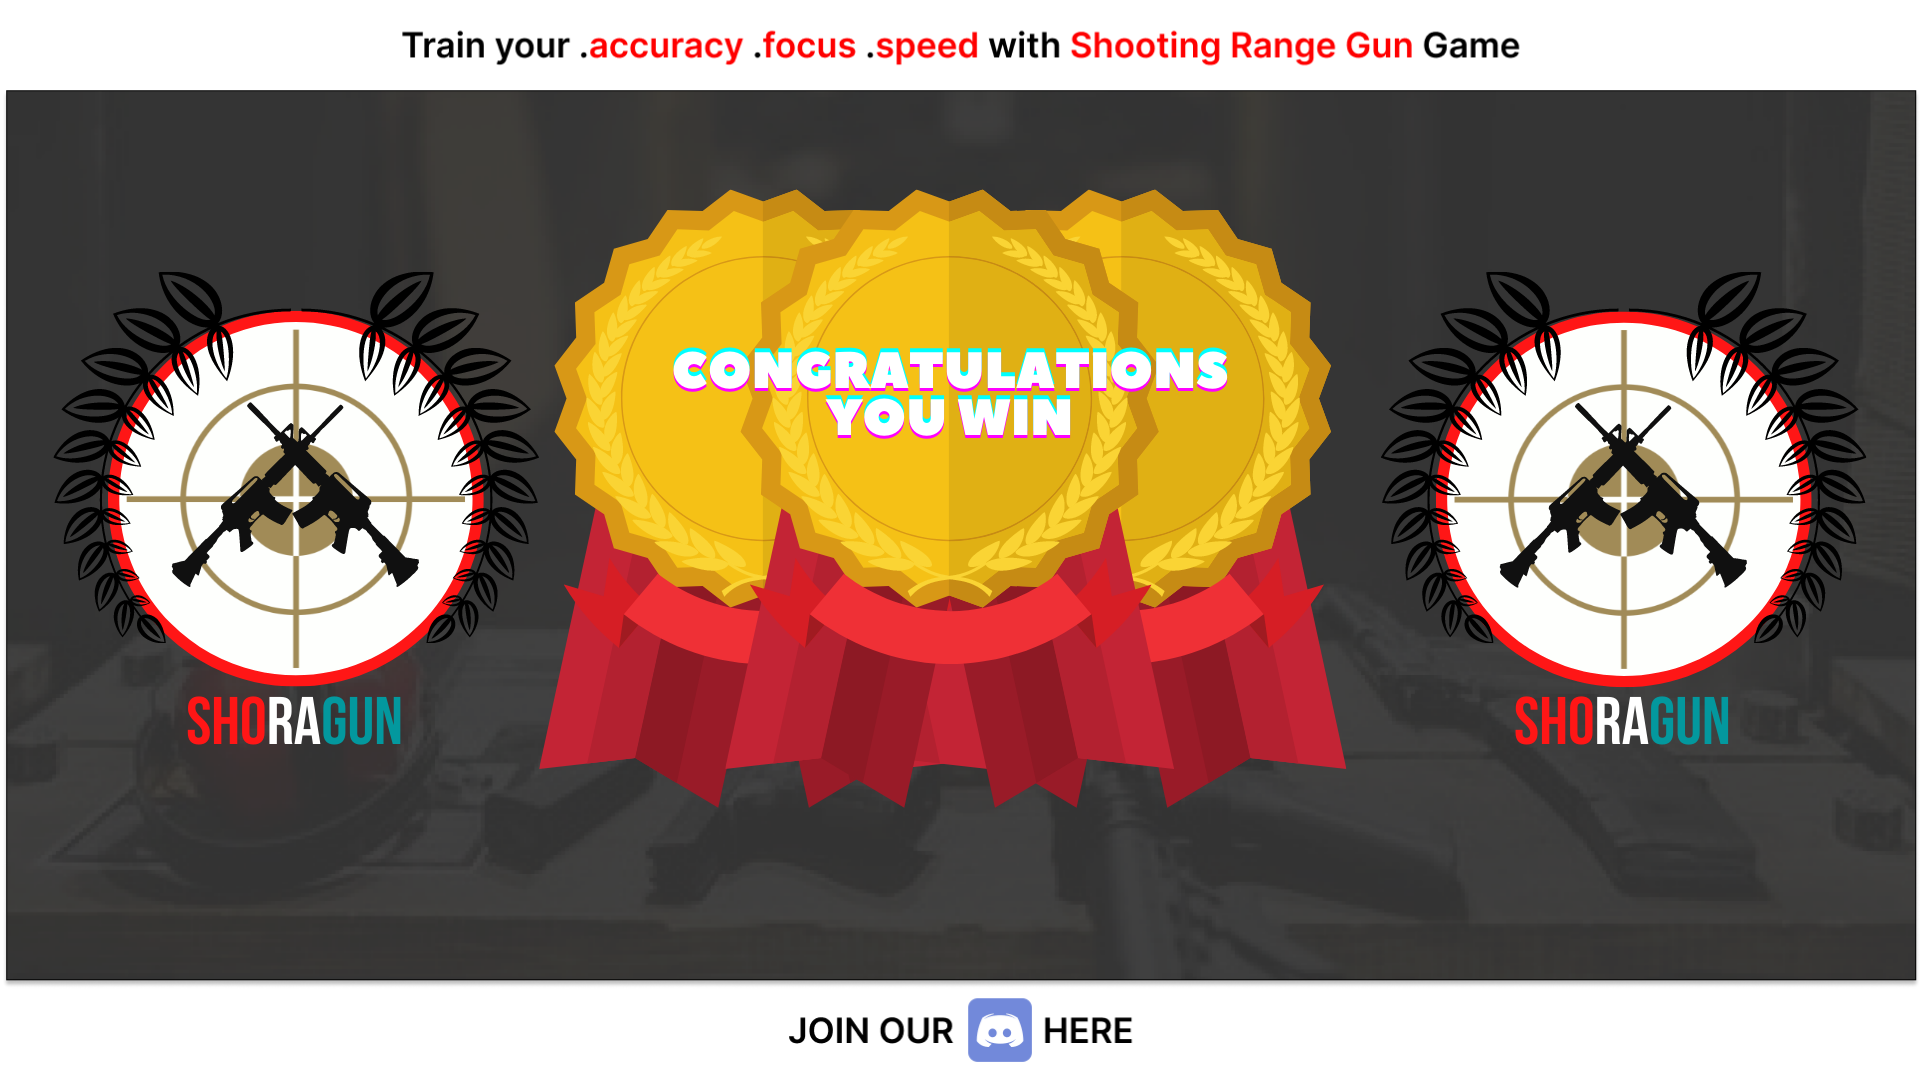 Train your .accuracy .focus .speed with Shooting Range Gun Game
CONGRATULATIONS
YOU WIN
SHORAGUN
SHORAGUN
JOIN OUR HERE